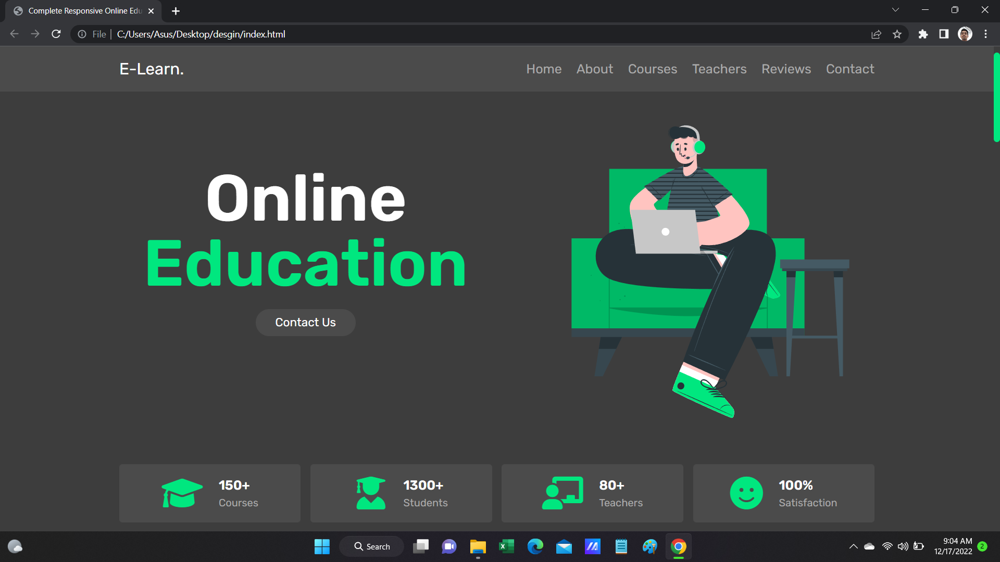 Complete Responsive Online Edu
File
C:/Users/Asus/Desktop/desgin/index.html
E-Learn.
Home About Courses Teachers Reviews Contact
Online
Education
Contact Us
150+
Courses
1300+
Students
80+
Teachers
100%
Satisfaction
Search
9:04 AM
12/17/2022
2